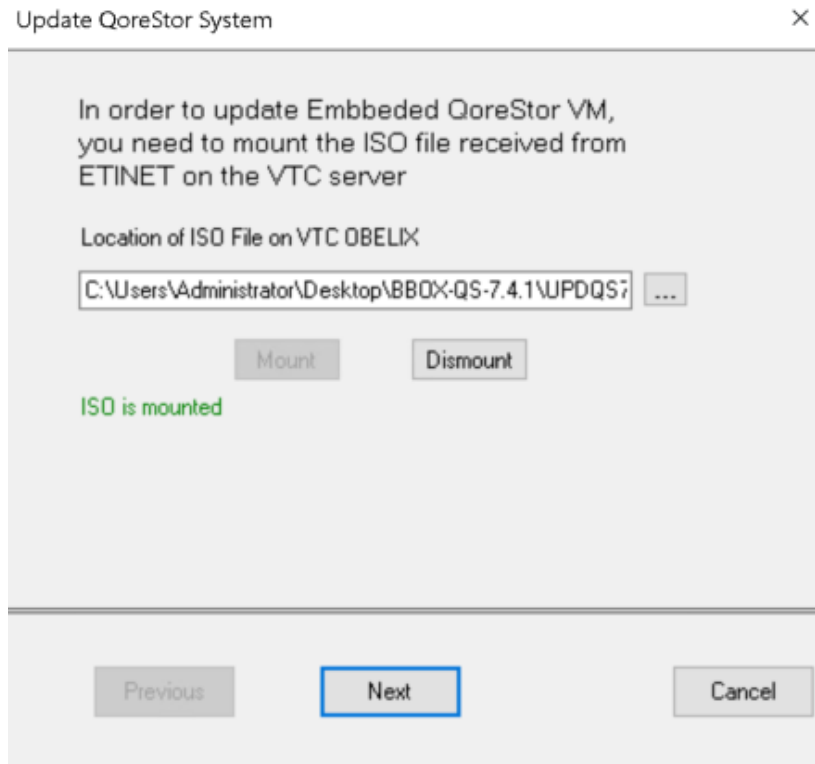 Update QoreStor System
In order to update Embbeded QoreStor VM,
you need to mount the ISO file received from
ETINET on the VTC server
Location of ISO File on VTC OBELIX
C:\Users\Administrator\Desktop\BBOX-QS-7.4.1\UPDQS7
...
Mount
Dismount
ISO is mounted
Previous
Next
Cancel